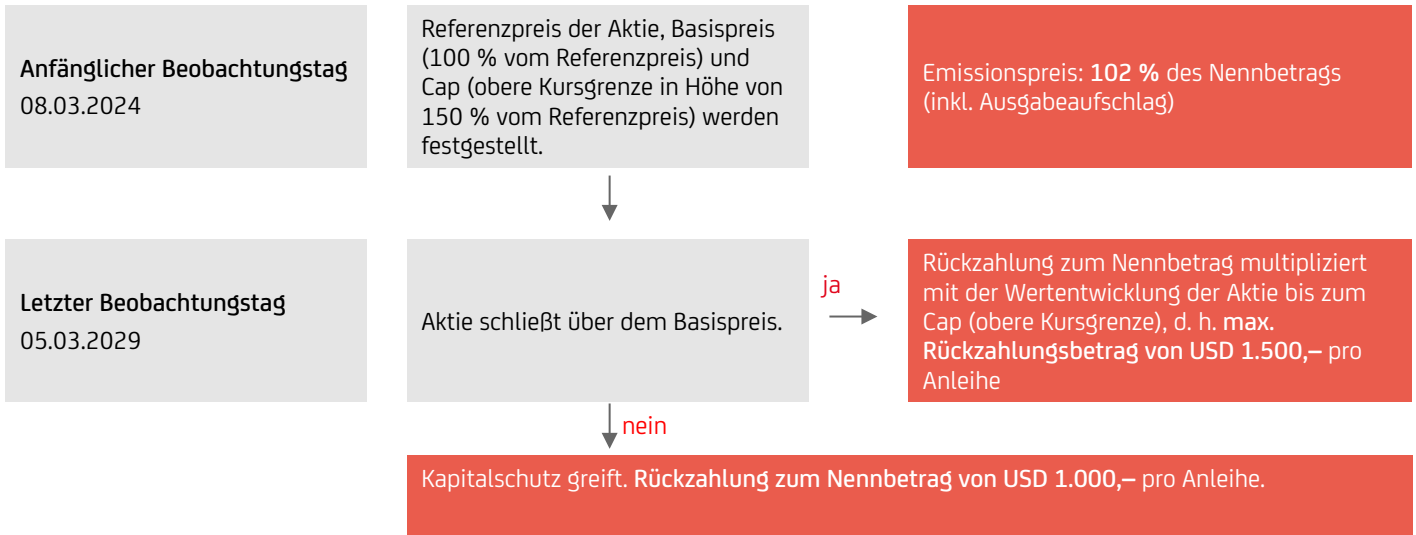 Anfänglicher Beobachtungstag
08.03.2024
Referenzpreis der Aktie, Basispreis
(100 % vom Referenzpreis) und
Cap (obere Kursgrenze in Höhe von
150 % vom Referenzpreis) werden
festgestellt.
Emissionspreis: 102 % des Nennbetrags
(inkl. Ausgabeaufschlag)
Letzter Beobachtungstag
05.03.2029
Aktie schließt über dem Basispreis.
ja
Rückzahlung zum Nennbetrag multipliziert
mit der Wertentwicklung der Aktie bis zum
Cap (obere Kursgrenze), d. h. max.
Rückzahlungsbetrag von USD 1.500,– pro
Anleihe
nein
Kapitalschutz greift. Rückzahlung zum Nennbetrag von USD 1.000,– pro Anleihe.